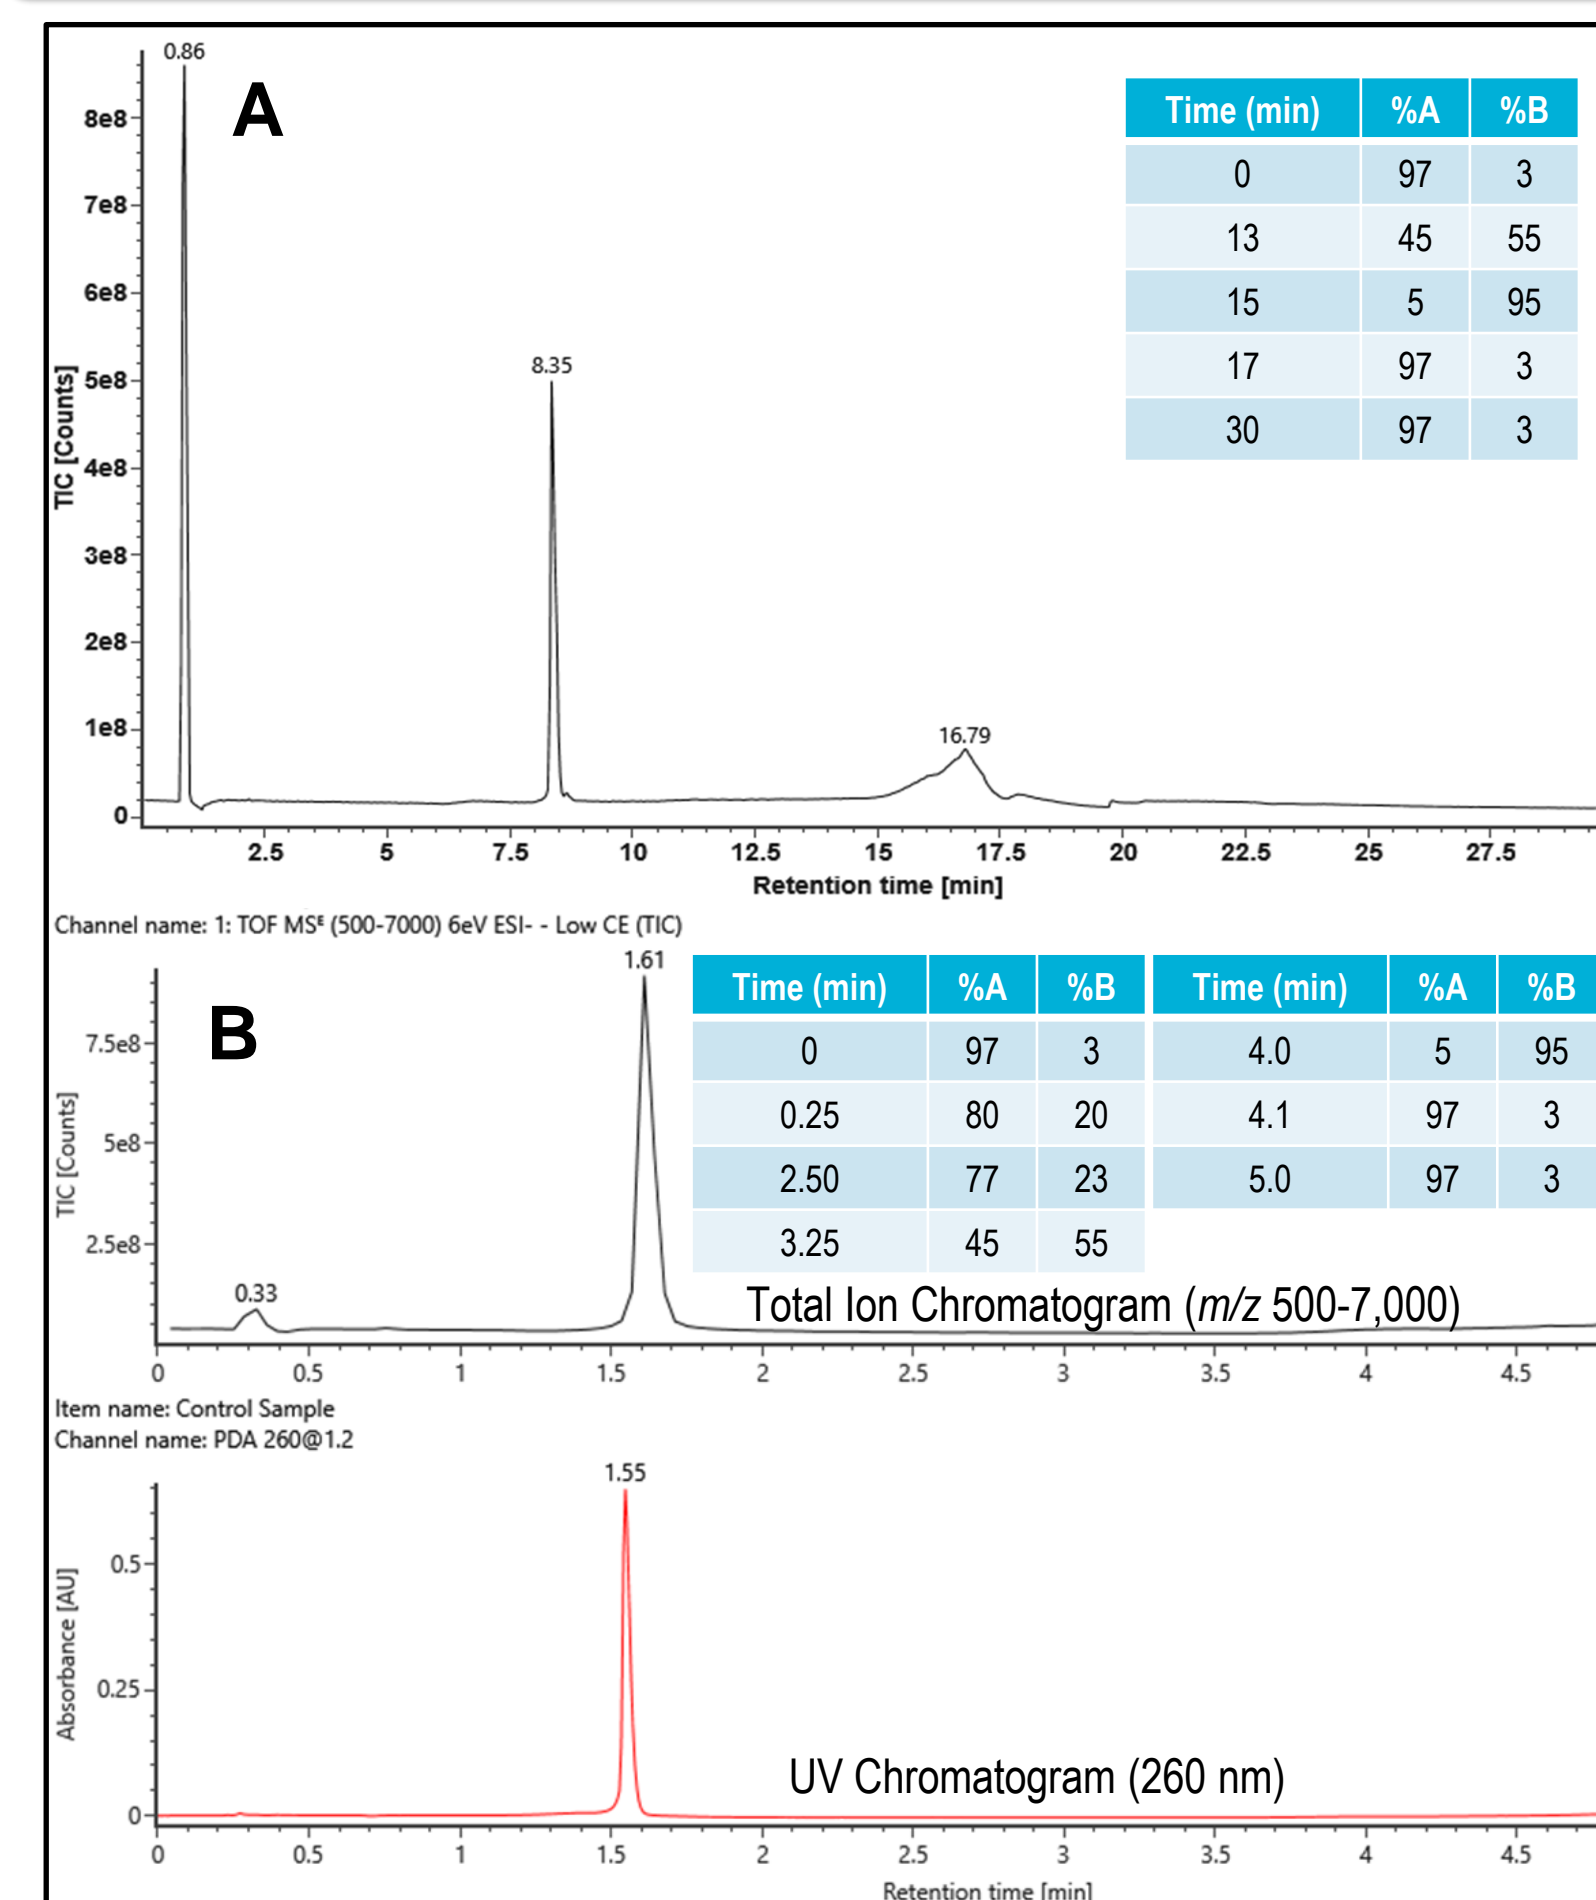 0.86
A
8e8
7e8
6e8
5e8
4e8
3e8
2e8
1e8
0
TIC [Counts]
8.35
16.79
Time (min) %A %B
0 97 3
13 45 55
15 5 95
17 97 3
30 97 3
2.5 5 7.5 10 12.5 15 17.5 20 22.5 25 27.5
Retention time [min]
Channel name: 1: TOF MSᴱ (500-7000) 6eV ESI- - Low CE (TIC)
1.61
B
7.5e8
5e8
2.5e8
TIC [Counts]
0.33
Time (min) %A %B Time (min) %A %B
0 97 3 4.0 5 95
0.25 80 20 4.1 97 3
2.50 77 23 5.0 97 3
3.25 45 55
Total Ion Chromatogram (m/z 500-7,000)
0 0.5 1 1.5 2 2.5 3 3.5 4 4.5
Item name: Control Sample
Channel name: PDA 260@1.2
1.55
0.5
0.25
0
Absorbance [AU]
UV Chromatogram (260 nm)
0 0.5 1 1.5 2 2.5 3 3.5 4 4.5
Retention time [min]